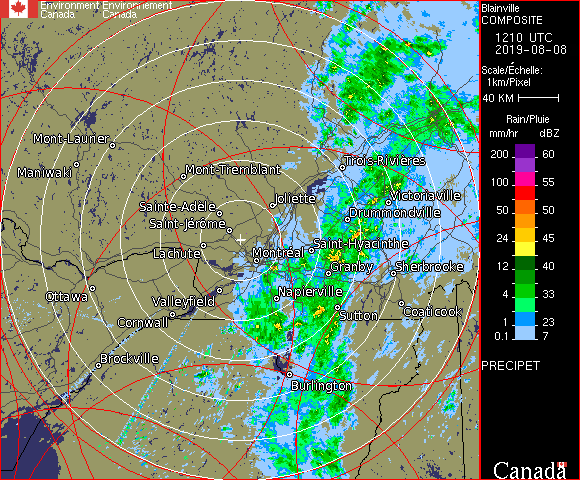 Environment Environnement
Canada Canada
Blainville
COMPOSITE
1210 UTC
2019-08-08
Scale/Échelle:
1km/Pixel
40 KM
Rain/Pluie
mm/hr dBZ
200 60
100 55
50 50
24 45
12 40
4 33
1 23
0.1 7
PRECIPET
Canada
Mont-Laurier
Maniwaki
Mont-Tremblant
Trois-Rivières
Joliette
Victoriaville
Sainte-Adèle
Drummondville
Saint-Jérôme
Lachute
Montréal
Saint-Hyacinthe
Granby
Sherbrooke
Ottawa
Valleyfield
Napierville
Cornwall
Sutton
Coaticook
Brockville
Burlington